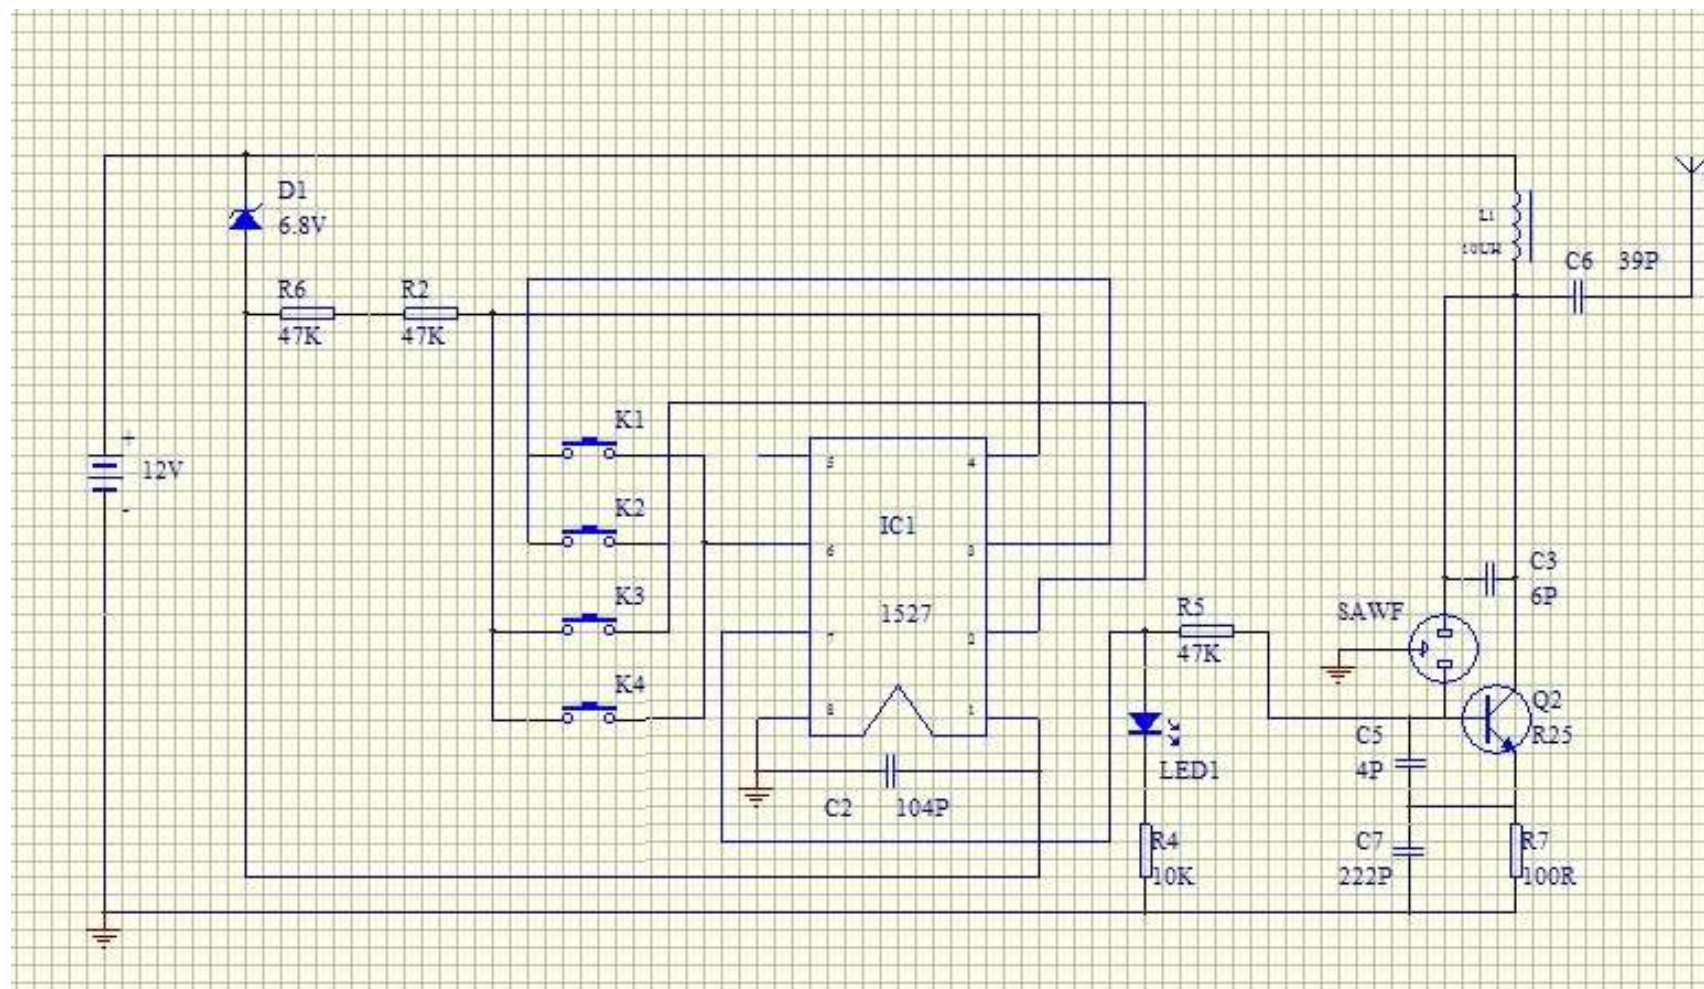 D1
6.8V
L1
10UH
C6 39P
R6
47K
R2
47K
K1
+
12V
-
K2
K3
K4
5
4
6
3
7
2
8
1
IC1
1527
C2 104P
R5
47K
LED1
R4
10K
SAWF
C3
6P
Q2
R25
C5
4P
C7
222P
R7
100R